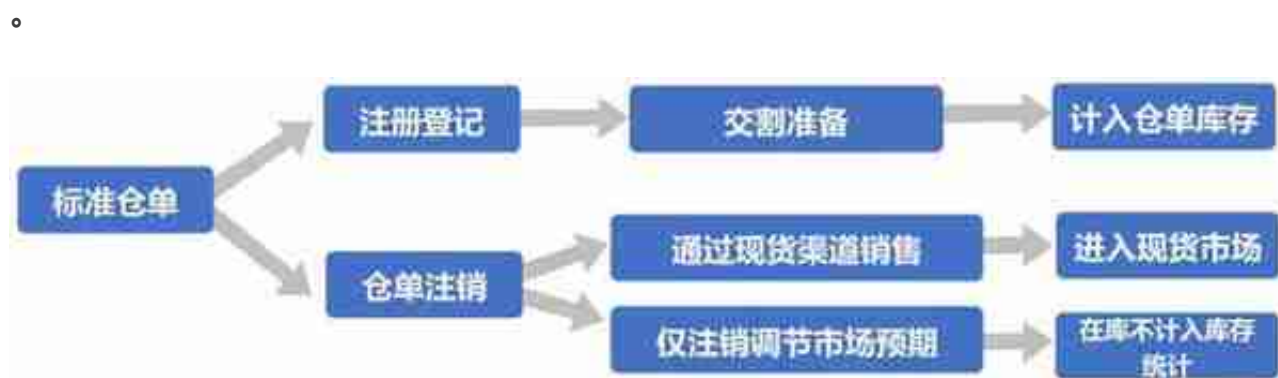 。
注册登记
交割准备
计入仓单库存
标准仓单
通过现货渠道销售
进入现货市场
仓单注销
仅注销调节市场预期
在库不计入库存
统计